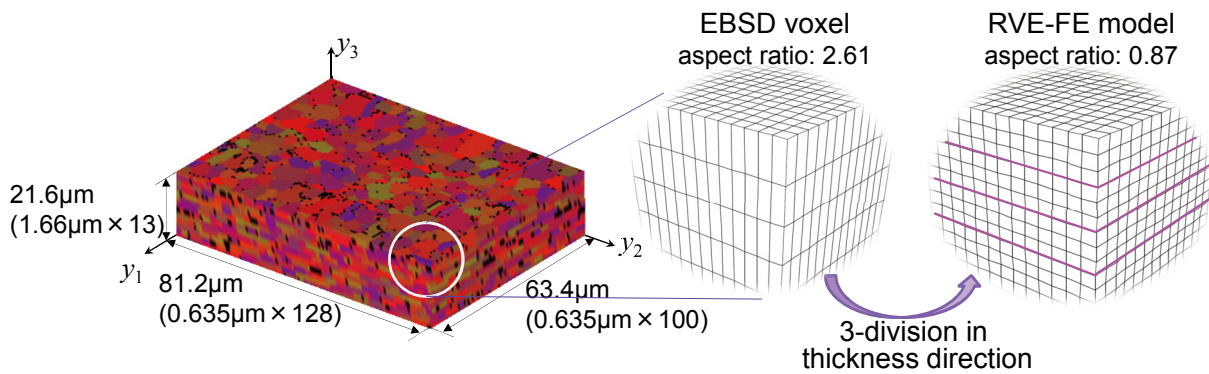 y3
21.6μm
(1.66μm×13)
y1
81.2μm
(0.635μm×128)
63.4μm
(0.635μm×100)
y2
EBSD voxel
aspect ratio: 2.61
RVE-FE model
aspect ratio: 0.87
3-division in
thickness direction